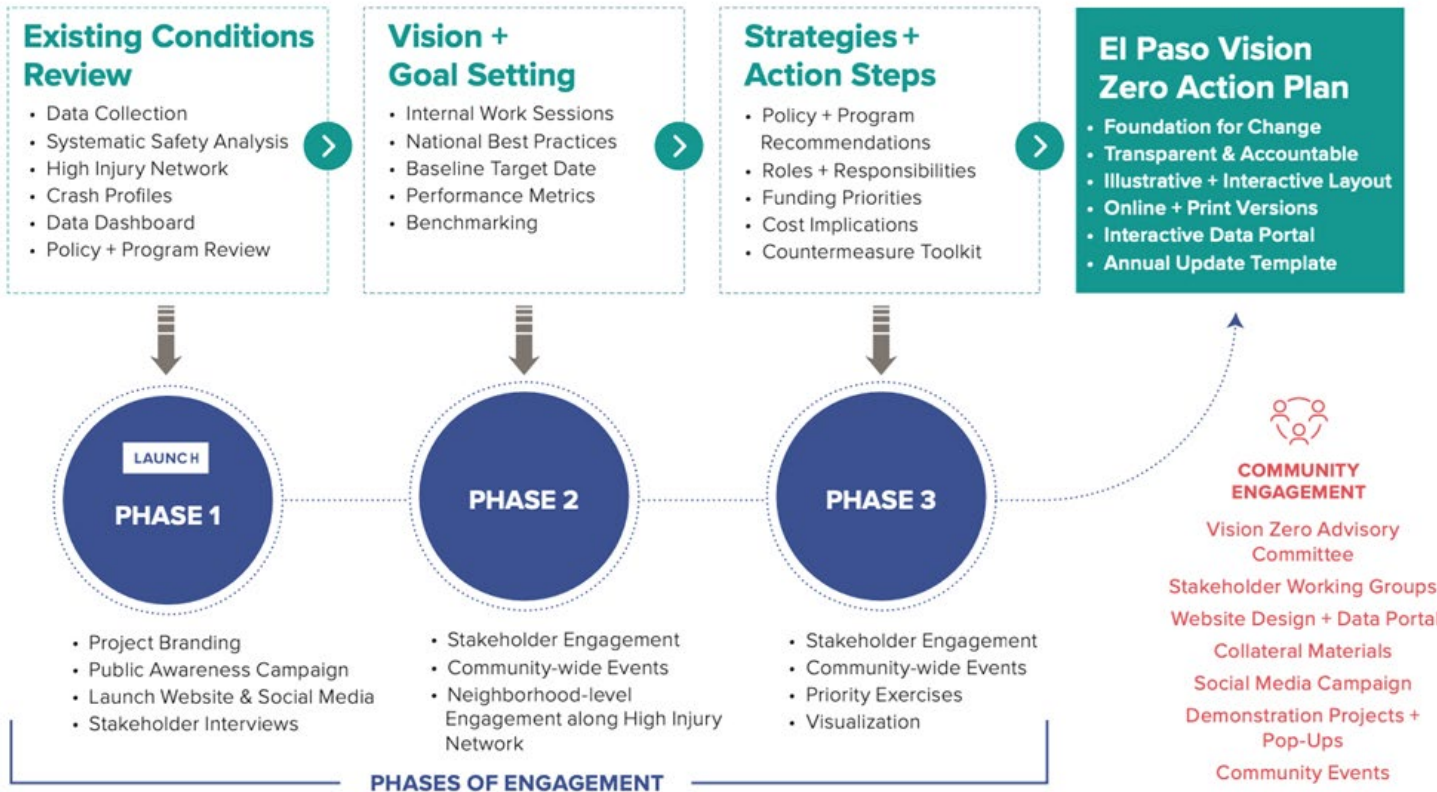 Existing Conditions
Review
• Data Collection
• Systematic Safety Analysis
• High Injury Network
• Crash Profiles
• Data Dashboard
• Policy + Program Review
Vision +
Goal Setting
• Internal Work Sessions
• National Best Practices
• Baseline Target Date
• Performance Metrics
• Benchmarking
Strategies +
Action Steps
• Policy + Program
Recommendations
• Roles + Responsibilities
• Funding Priorities
• Cost Implications
• Countermeasure Toolkit
El Paso Vision
Zero Action Plan
• Foundation for Change
• Transparent & Accountable
• Illustrative + Interactive Layout
• Online + Print Versions
• Interactive Data Portal
• Annual Update Template
LAUNCH
PHASE 1
• Project Branding
• Public Awareness Campaign
• Launch Website & Social Media
• Stakeholder Interviews
PHASE 2
• Stakeholder Engagement
• Community-wide Events
• Neighborhood-level
Engagement along High Injury
Network
PHASE 3
• Stakeholder Engagement
• Community-wide Events
• Priority Exercises
• Visualization
PHASES OF ENGAGEMENT
COMMUNITY
ENGAGEMENT
Vision Zero Advisory
Committee
Stakeholder Working Groups
Website Design + Data Portal
Collateral Materials
Social Media Campaign
Demonstration Projects +
Pop-Ups
Community Events